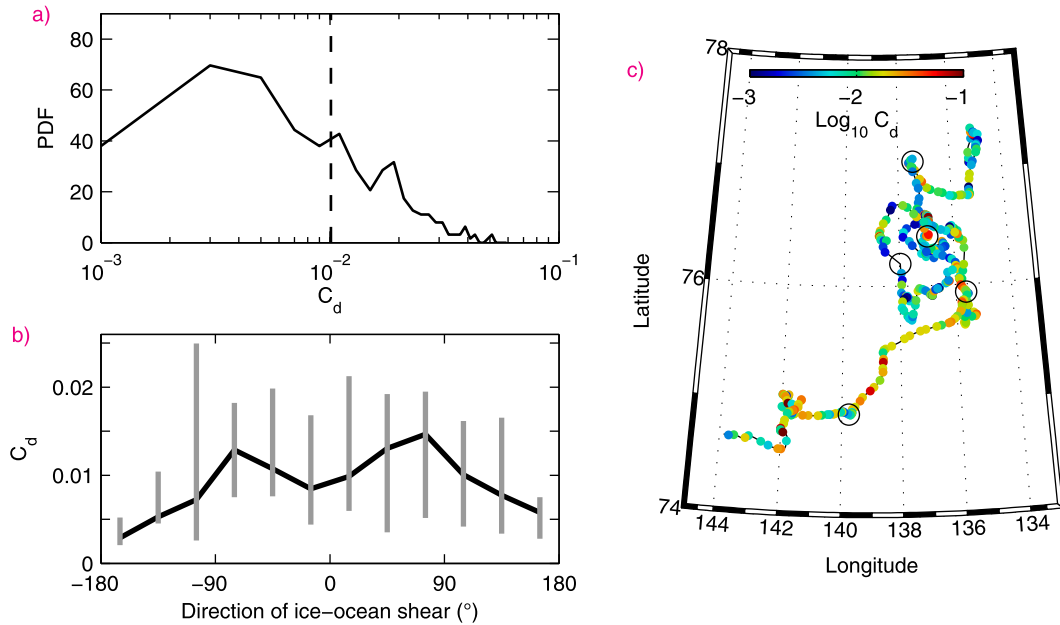 a)
80
60
40
20
0
PDF
10⁻³
10⁻²
10⁻¹
C_d
b)
0.02
0.01
0
C_d
−180
−90
0
90
180
Direction of ice−ocean shear (°)
c)
78
76
74
Latitude
−3
−2
−1
Log₁₀ C_d
144
142
140
138
136
134
Longitude